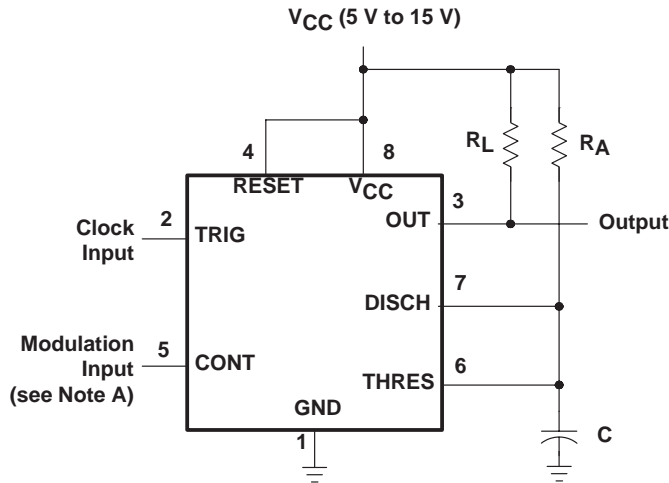 VCC (5 V to 15 V)
RL
RA
4
8
RESET
VCC
3
OUT
Output
Clock
Input
2
TRIG
7
DISCH
Modulation
Input
(see Note A)
5
CONT
6
THRES
GND
1
C